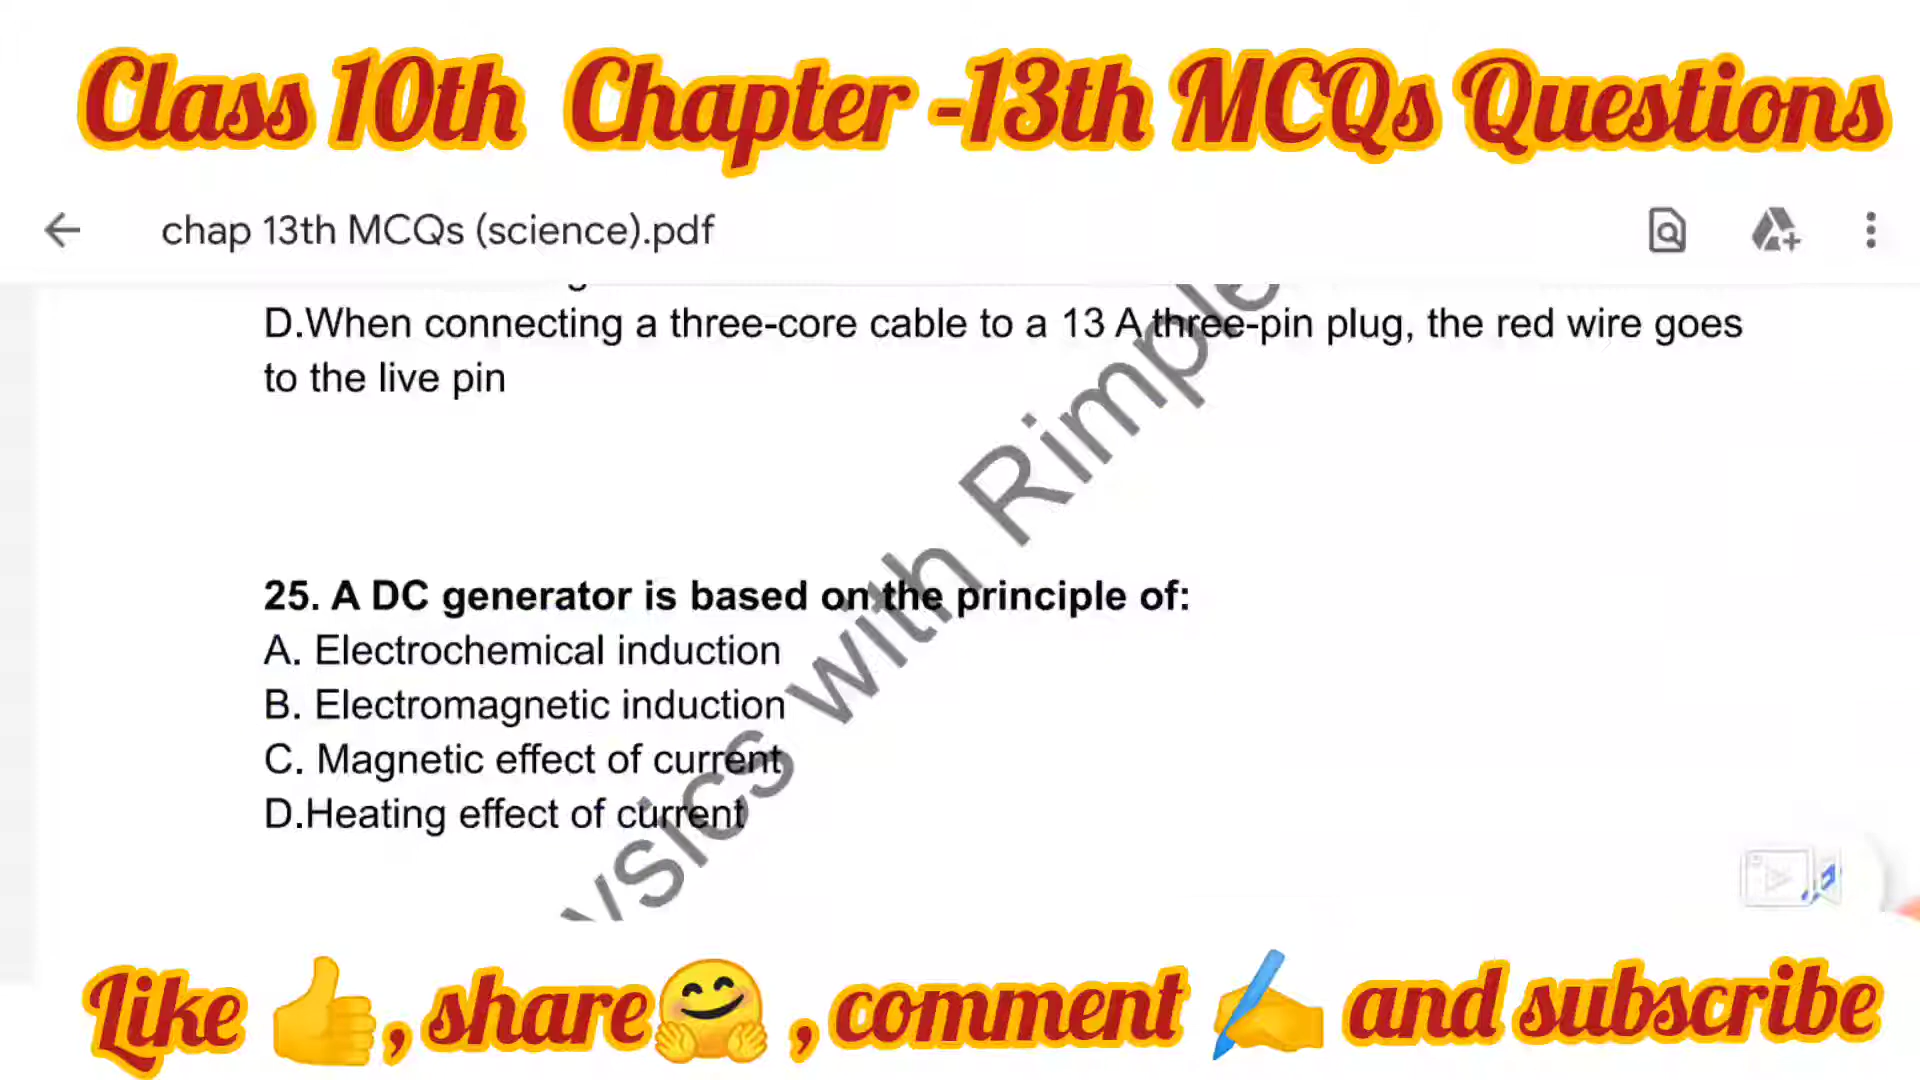 Class 10th Chapter -13th MCQs Questions
chap 13th MCQs (science).pdf
D.When connecting a three-core cable to a 13 A three-pin plug, the red wire goes
to the live pin
25. A DC generator is based on the principle of:
A. Electrochemical induction
B. Electromagnetic induction
C. Magnetic effect of current
D.Heating effect of current
with Rimple
Like 👍, share🤗, comment ✍ and subscribe